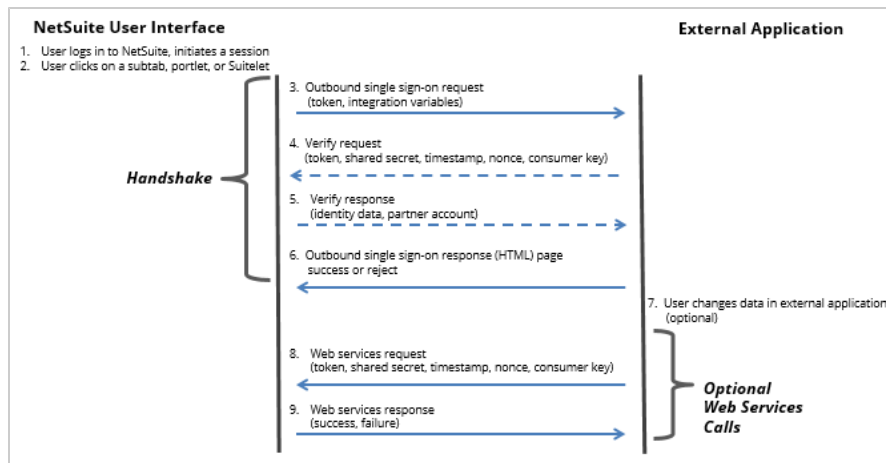 NetSuite User Interface
External Application
1. User logs in to NetSuite, initiates a session
2. User clicks on a subtab, portlet, or Suitelet
3. Outbound single sign-on request
(token, integration variables)
4. Verify request
(token, shared secret, timestamp, nonce, consumer key)
Handshake
5. Verify response
(identity data, partner account)
6. Outbound single sign-on response (HTML) page
success or reject
7. User changes data in external application
(optional)
8. Web services request
(token, shared secret, timestamp, nonce, consumer key)
Optional
Web Services
Calls
9. Web services response
(success, failure)